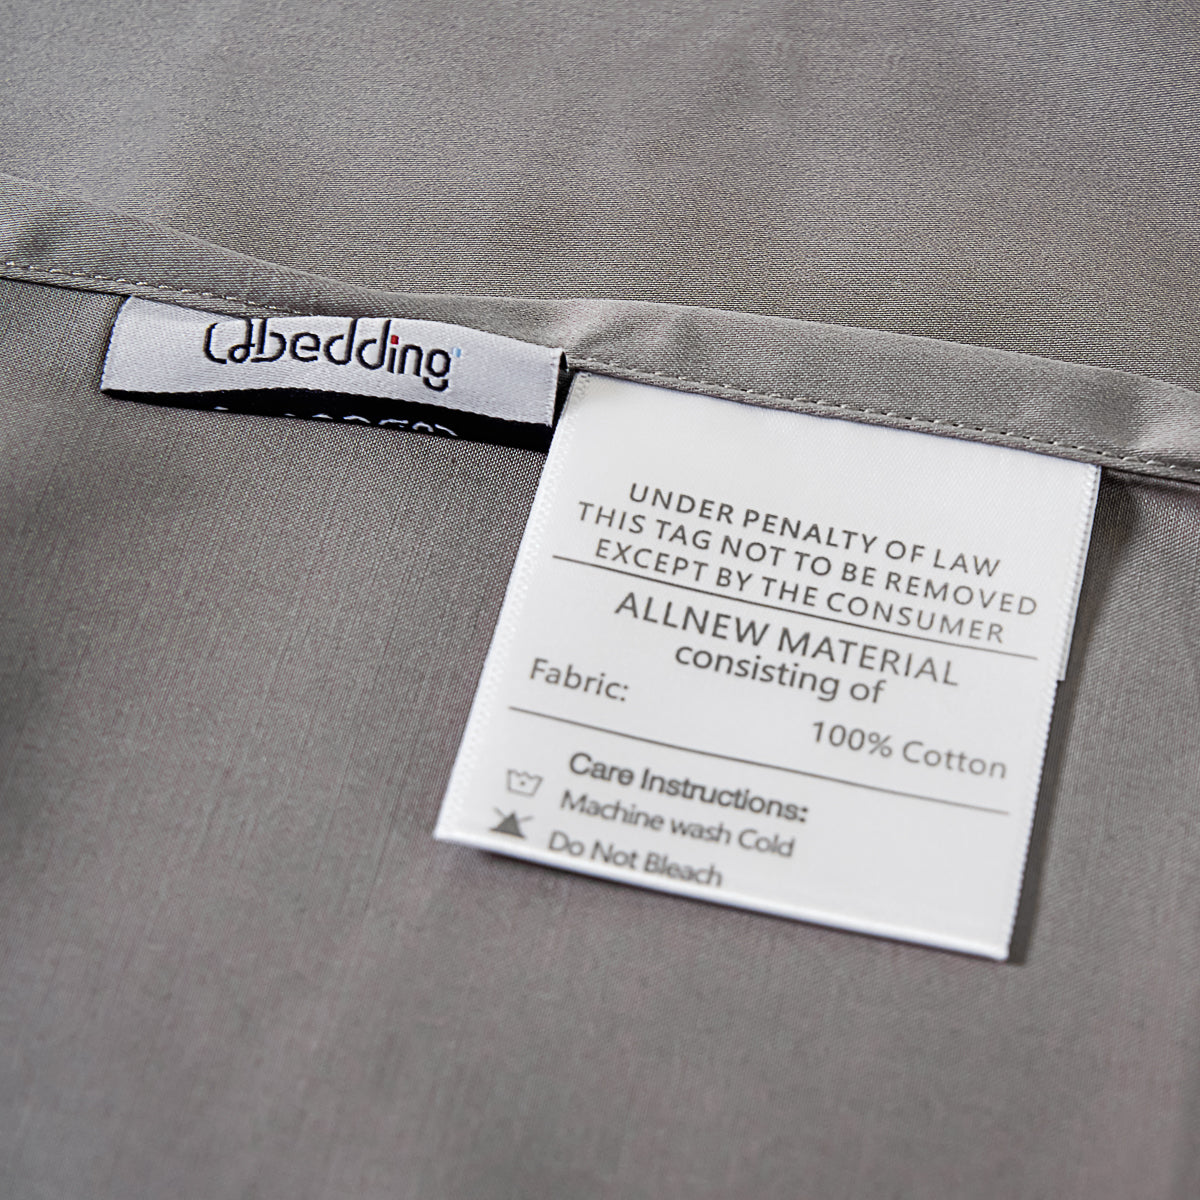 Qbedding
UNDER PENALTY OF LAW
THIS TAG NOT TO BE REMOVED
EXCEPT BY THE CONSUMER
ALLNEW MATERIAL
consisting of
Fabric:
100% Cotton
Care Instructions:
Machine wash Cold
Do Not Bleach